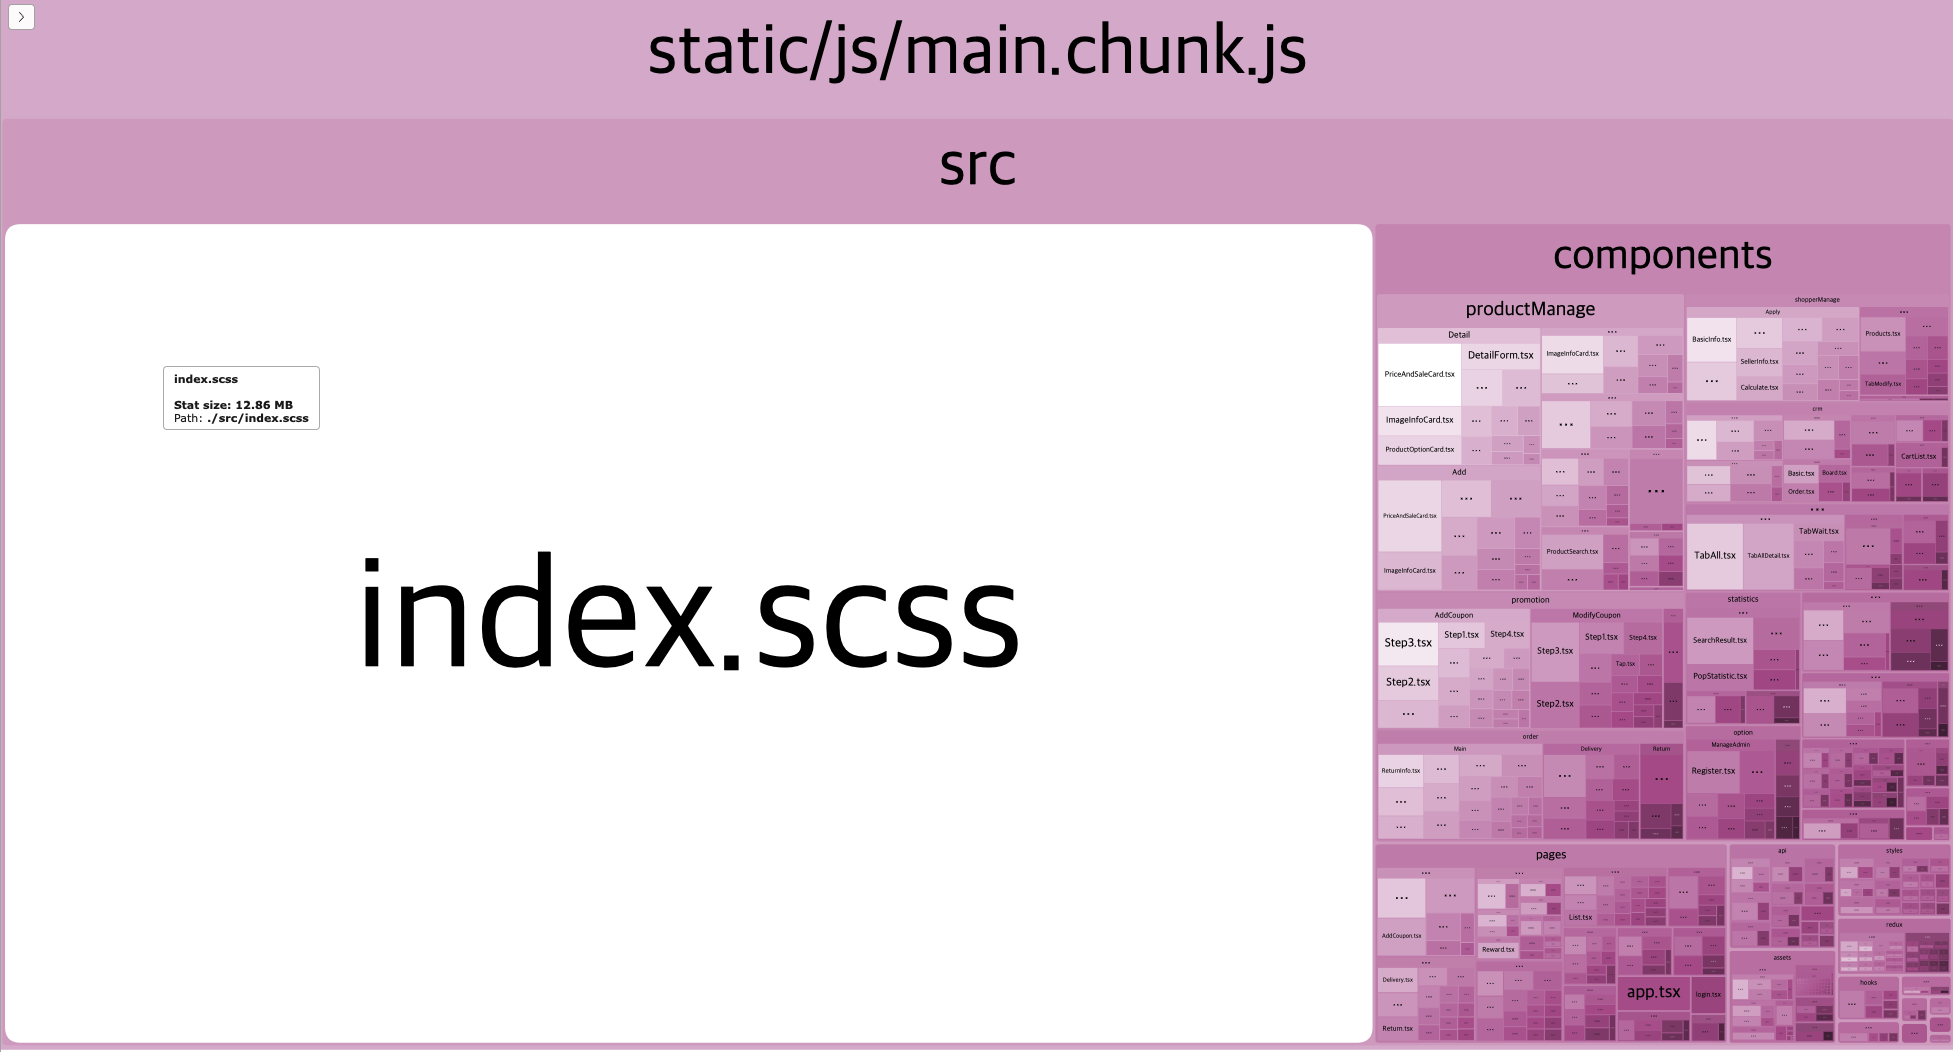 static/js/main.chunk.js
src
index.scss
Stat size: 12.86 MB
Path: ./src/index.scss
index.scss
components
productManage
Detail
PriceAndSaleCard.tsx
DetailForm.tsx
ImageInfoCard.tsx
ProductOptionCard.tsx
ImageInfoCard.tsx
Add
PriceAndSaleCard.tsx
ImageInfoCard.tsx
ProductSearch.tsx
shopperManage
Apply
BasicInfo.tsx
SellerInfo.tsx
Calculate.tsx
Products.tsx
TabModify.tsx
crm
CartList.tsx
Basic.tsx
Board.tsx
Order.tsx
TabAll.tsx
TabAllDetail.tsx
TabWait.tsx
promotion
AddCoupon
Step3.tsx
Step1.tsx
Step4.tsx
Step2.tsx
ModifyCoupon
Step3.tsx
Step1.tsx
Step4.tsx
Tap.tsx
Step2.tsx
statistics
SearchResult.tsx
PopStatistic.tsx
order
Main
ReturnInfo.tsx
Delivery
Return
option
ManageAdmin
Register.tsx
pages
AddCoupon.tsx
Reward.tsx
List.tsx
Delivery.tsx
Return.tsx
app.tsx
login.tsx
api
styles
redux
assets
hooks